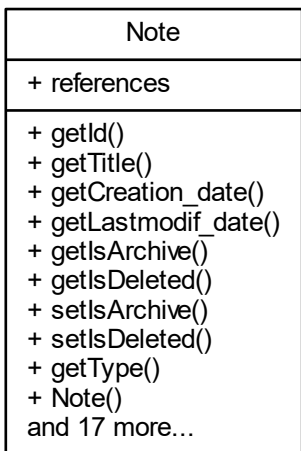 Note
+ references
+ getId()
+ getTitle()
+ getCreation_date()
+ getLastmodif_date()
+ getIsArchive()
+ getIsDeleted()
+ setIsArchive()
+ setIsDeleted()
+ getType()
+ Note()
and 17 more...